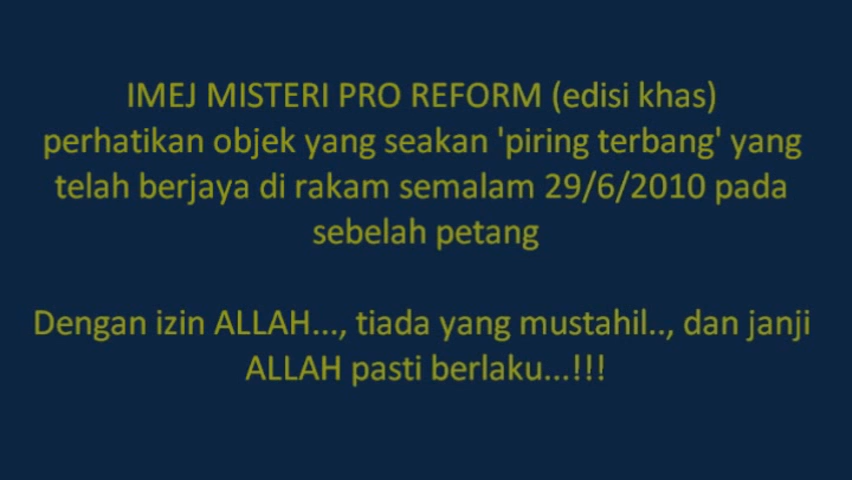 IMEJ MISTERI PRO REFORM (edisi khas)
perhatikan objek yang seakan 'piring terbang' yang
telah berjaya di rakam semalam 29/6/2010 pada
sebelah petang
Dengan izin ALLAH..., tiada yang mustahil.., dan janji
ALLAH pasti berlaku...!!!